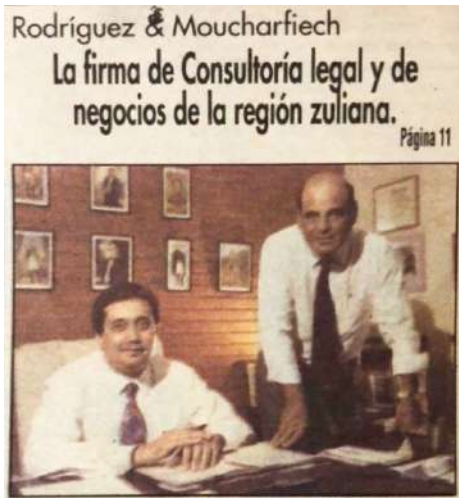 Rodríguez & Moucharfiech
La firma de Consultoría legal y de
negocios de la región zuliana.
Página 11